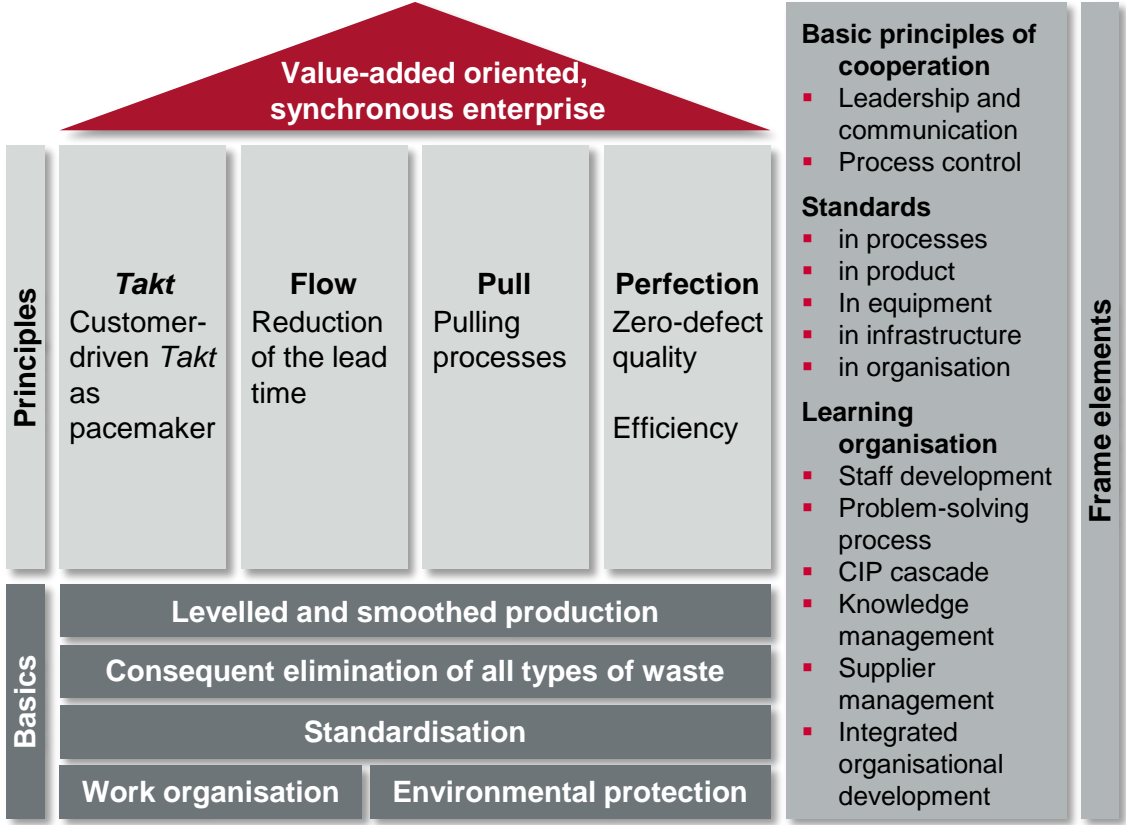 Value-added oriented,
synchronous enterprise
Principles
Takt
Customer-
driven Takt
as
pacemaker
Flow
Reduction
of the lead
time
Pull
Pulling
processes
Perfection
Zero-defect
quality
Efficiency
Basics
Levelled and smoothed production
Consequent elimination of all types of waste
Standardisation
Work organisation
Environmental protection
Basic principles of
cooperation
▪ Leadership and
communication
▪ Process control
Standards
▪ in processes
▪ in product
▪ In equipment
▪ in infrastructure
▪ in organisation
Learning
organisation
▪ Staff development
▪ Problem-solving
process
▪ CIP cascade
▪ Knowledge
management
▪ Supplier
management
▪ Integrated
organisational
development
Frame elements